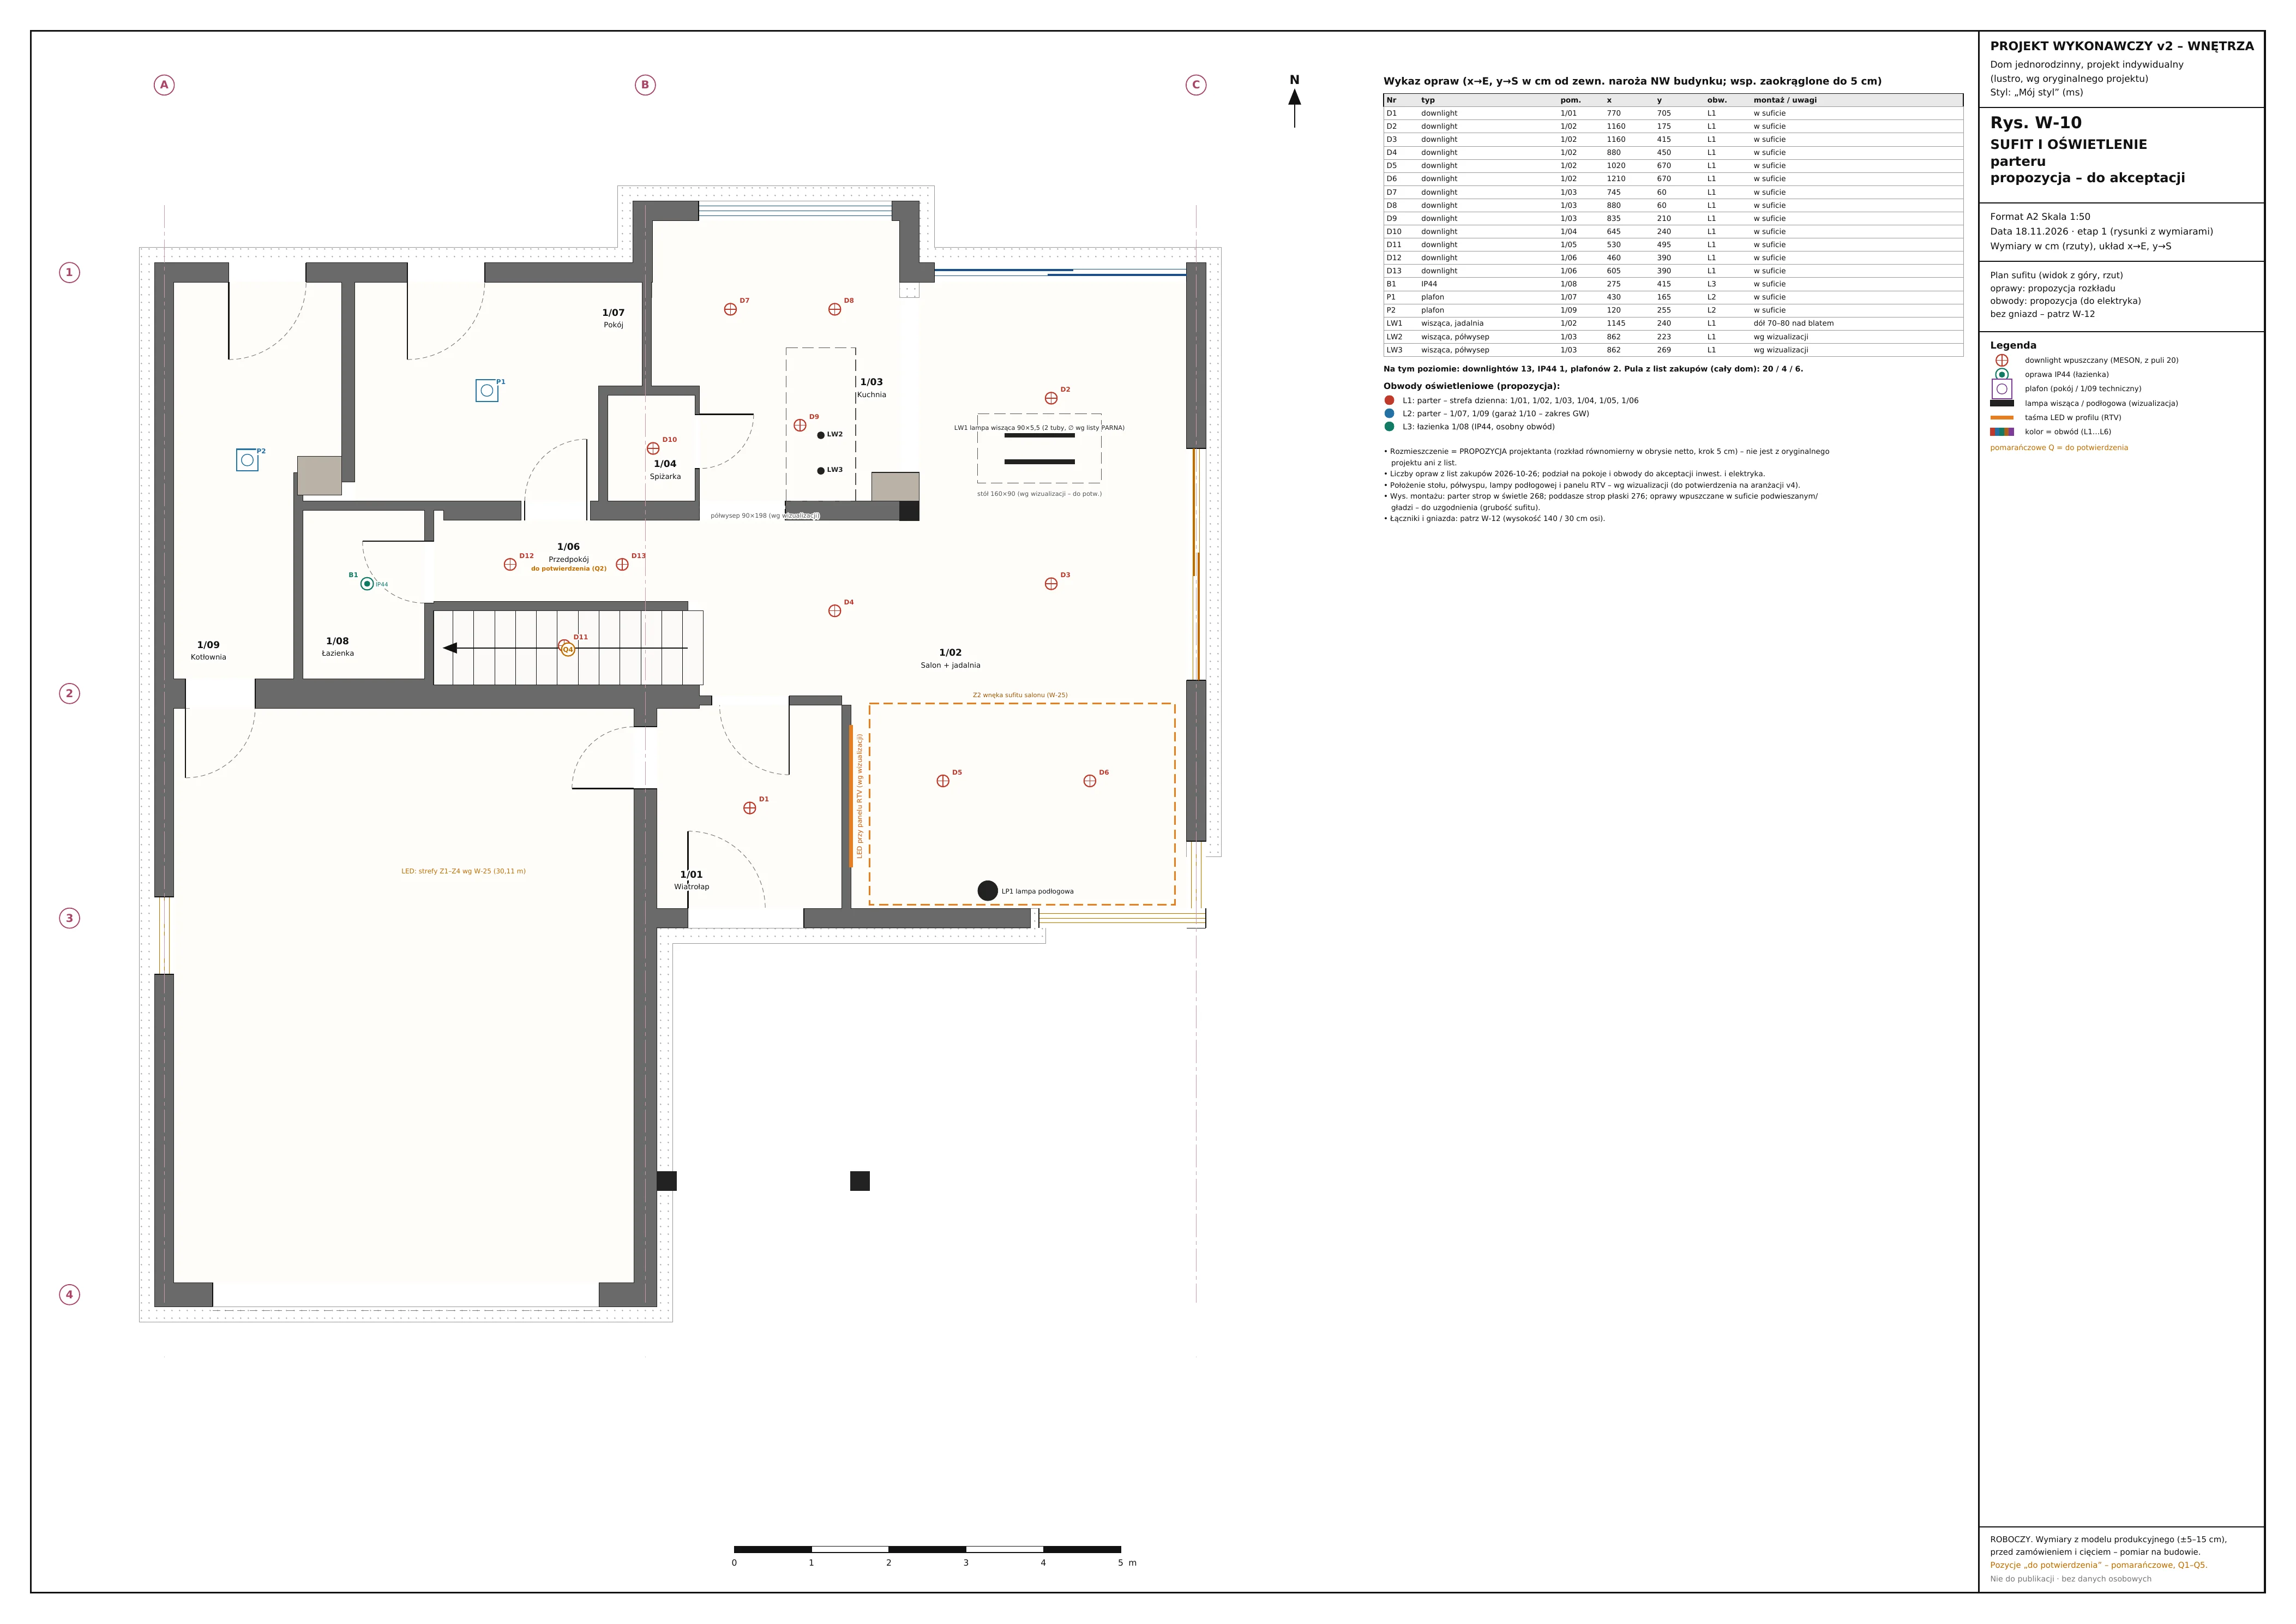 A
B
C
N
1
2
3
4
1/07
Pokój
D7
D8
P1
1/03
Kuchnia
D2
D9
LW1 lampa wisząca 90×5,5 (2 tuby, ∅ wg listy PARNA)
LW2
D10
P2
1/04
Spiżarka
LW3
stół 160×90 (wg wizualizacji – do potw.)
półwysep 90×198 (wg wizualizacji)
1/06
Przedpokój
do potwierdzenia (Q2)
D12
D13
B1
IP44
D3
D4
D11
Q4
1/09
Kotłownia
1/08
Łazienka
1/02
Salon + jadalnia
Z2 wnęka sufitu salonu (W-25)
LED przy panelu RTV (wg wizualizacji)
D5
D6
D1
LED: strefy Z1–Z4 wg W-25 (30,11 m)
1/01
Wiatrołap
LP1 lampa podłogowa
0 1 2 3 4 5 m
Wykaz opraw (x→E, y→S w cm od zewn. naroża NW budynku; wsp. zaokrąglone do 5 cm)
Nr typ pom. x y obw. montaż / uwagi
D1 downlight 1/01 770 705 L1 w suficie
D2 downlight 1/02 1160 175 L1 w suficie
D3 downlight 1/02 1160 415 L1 w suficie
D4 downlight 1/02 880 450 L1 w suficie
D5 downlight 1/02 1020 670 L1 w suficie
D6 downlight 1/02 1210 670 L1 w suficie
D7 downlight 1/03 745 60 L1 w suficie
D8 downlight 1/03 880 60 L1 w suficie
D9 downlight 1/03 835 210 L1 w suficie
D10 downlight 1/04 645 240 L1 w suficie
D11 downlight 1/05 530 495 L1 w suficie
D12 downlight 1/06 460 390 L1 w suficie
D13 downlight 1/06 605 390 L1 w suficie
B1 IP44 1/08 275 415 L3 w suficie
P1 plafon 1/07 430 165 L2 w suficie
P2 plafon 1/09 120 255 L2 w suficie
LW1 wisząca, jadalnia 1/02 1145 240 L1 dół 70–80 nad blatem
LW2 wisząca, półwysep 1/03 862 223 L1 wg wizualizacji
LW3 wisząca, półwysep 1/03 862 269 L1 wg wizualizacji
Na tym poziomie: downlightów 13, IP44 1, plafonów 2. Pula z list zakupów (cały dom): 20 / 4 / 6.
Obwody oświetleniowe (propozycja):
L1: parter – strefa dzienna: 1/01, 1/02, 1/03, 1/04, 1/05, 1/06
L2: parter – 1/07, 1/09 (garaż 1/10 – zakres GW)
L3: łazienka 1/08 (IP44, osobny obwód)
• Rozmieszczenie = PROPOZYCJA projektanta (rozkład równomierny w obrysie netto, krok 5 cm) – nie jest z oryginalnego
projektu ani z list.
• Liczby opraw z list zakupów 2026-10-26; podział na pokoje i obwody do akceptacji inwest. i elektryka.
• Położenie stołu, półwyspu, lampy podłogowej i panelu RTV – wg wizualizacji (do potwierdzenia na aranżacji v4).
• Wys. montażu: parter strop w świetle 268; poddasze strop płaski 276; oprawy wpuszczane w suficie podwieszanym/
gładzi – do uzgodnienia (grubość sufitu).
• Łączniki i gniazda: patrz W-12 (wysokość 140 / 30 cm osi).
PROJEKT WYKONAWCZY v2 – WNĘTRZA
Dom jednorodzinny, projekt indywidualny
(lustro, wg oryginalnego projektu)
Styl: „Mój styl” (ms)
Rys. W-10
SUFIT I OŚWIETLENIE
parteru
propozycja – do akceptacji
Format A2 Skala 1:50
Data 18.11.2026 · etap 1 (rysunki z wymiarami)
Wymiary w cm (rzuty), układ x→E, y→S
Plan sufitu (widok z góry, rzut)
oprawy: propozycja rozkładu
obwody: propozycja (do elektryka)
bez gniazd – patrz W-12
Legenda
downlight wpuszczany (MESON, z puli 20)
oprawa IP44 (łazienka)
plafon (pokój / 1/09 techniczny)
lampa wisząca / podłogowa (wizualizacja)
taśma LED w profilu (RTV)
kolor = obwód (L1…L6)
pomarańczowe Q = do potwierdzenia
ROBOCZY. Wymiary z modelu produkcyjnego (±5–15 cm),
przed zamówieniem i cięciem – pomiar na budowie.
Pozycje „do potwierdzenia” – pomarańczowe, Q1–Q5.
Nie do publikacji · bez danych osobowych